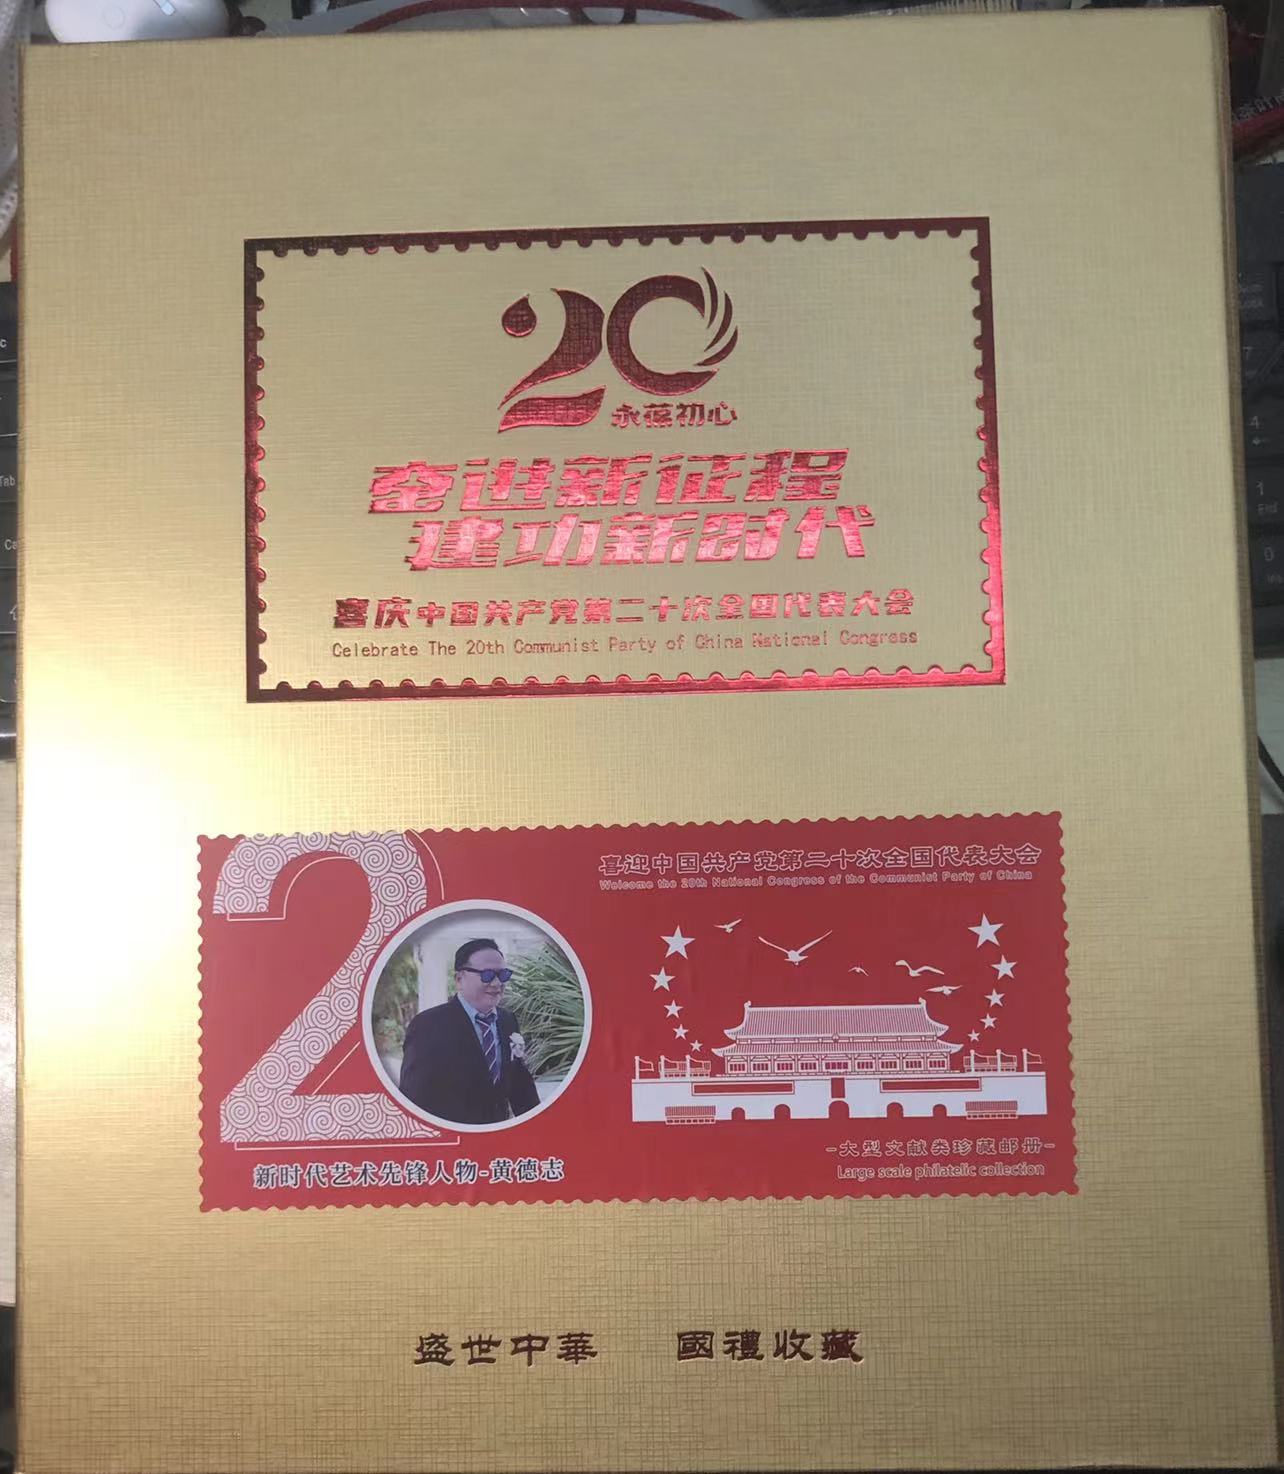 20
永葆初心
奋进新征程
建功新时代
喜庆中国共产党第二十次全国代表大会
Celebrate The 20th Communist Party of China National Congress
喜迎中国共产党第二十次全国代表大会
Welcome the 20th National Congress of the Communist Party of China
20
新时代艺术先锋人物-黄德志
-大型文献类珍藏邮册-
Large scale philatelic collection
盛世中華 國禮收藏